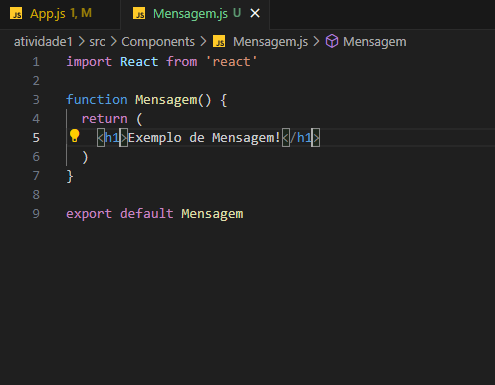 JS App.js 1, M JS Mensagem.js U ×
atividade1 > src > Components > JS Mensagem.js > Mensagem
1 import React from 'react'
2
3 function Mensagem() {
4 return (
5 <h1>Exemplo de Mensagem!</h1>
6 )
7 }
8
9 export default Mensagem